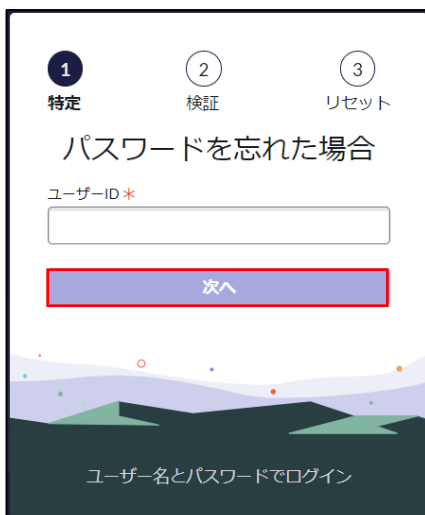 1 2 3
特定 検証 リセット
パスワードを忘れた場合
ユーザーID*
次へ
ユーザー名とパスワードでログイン